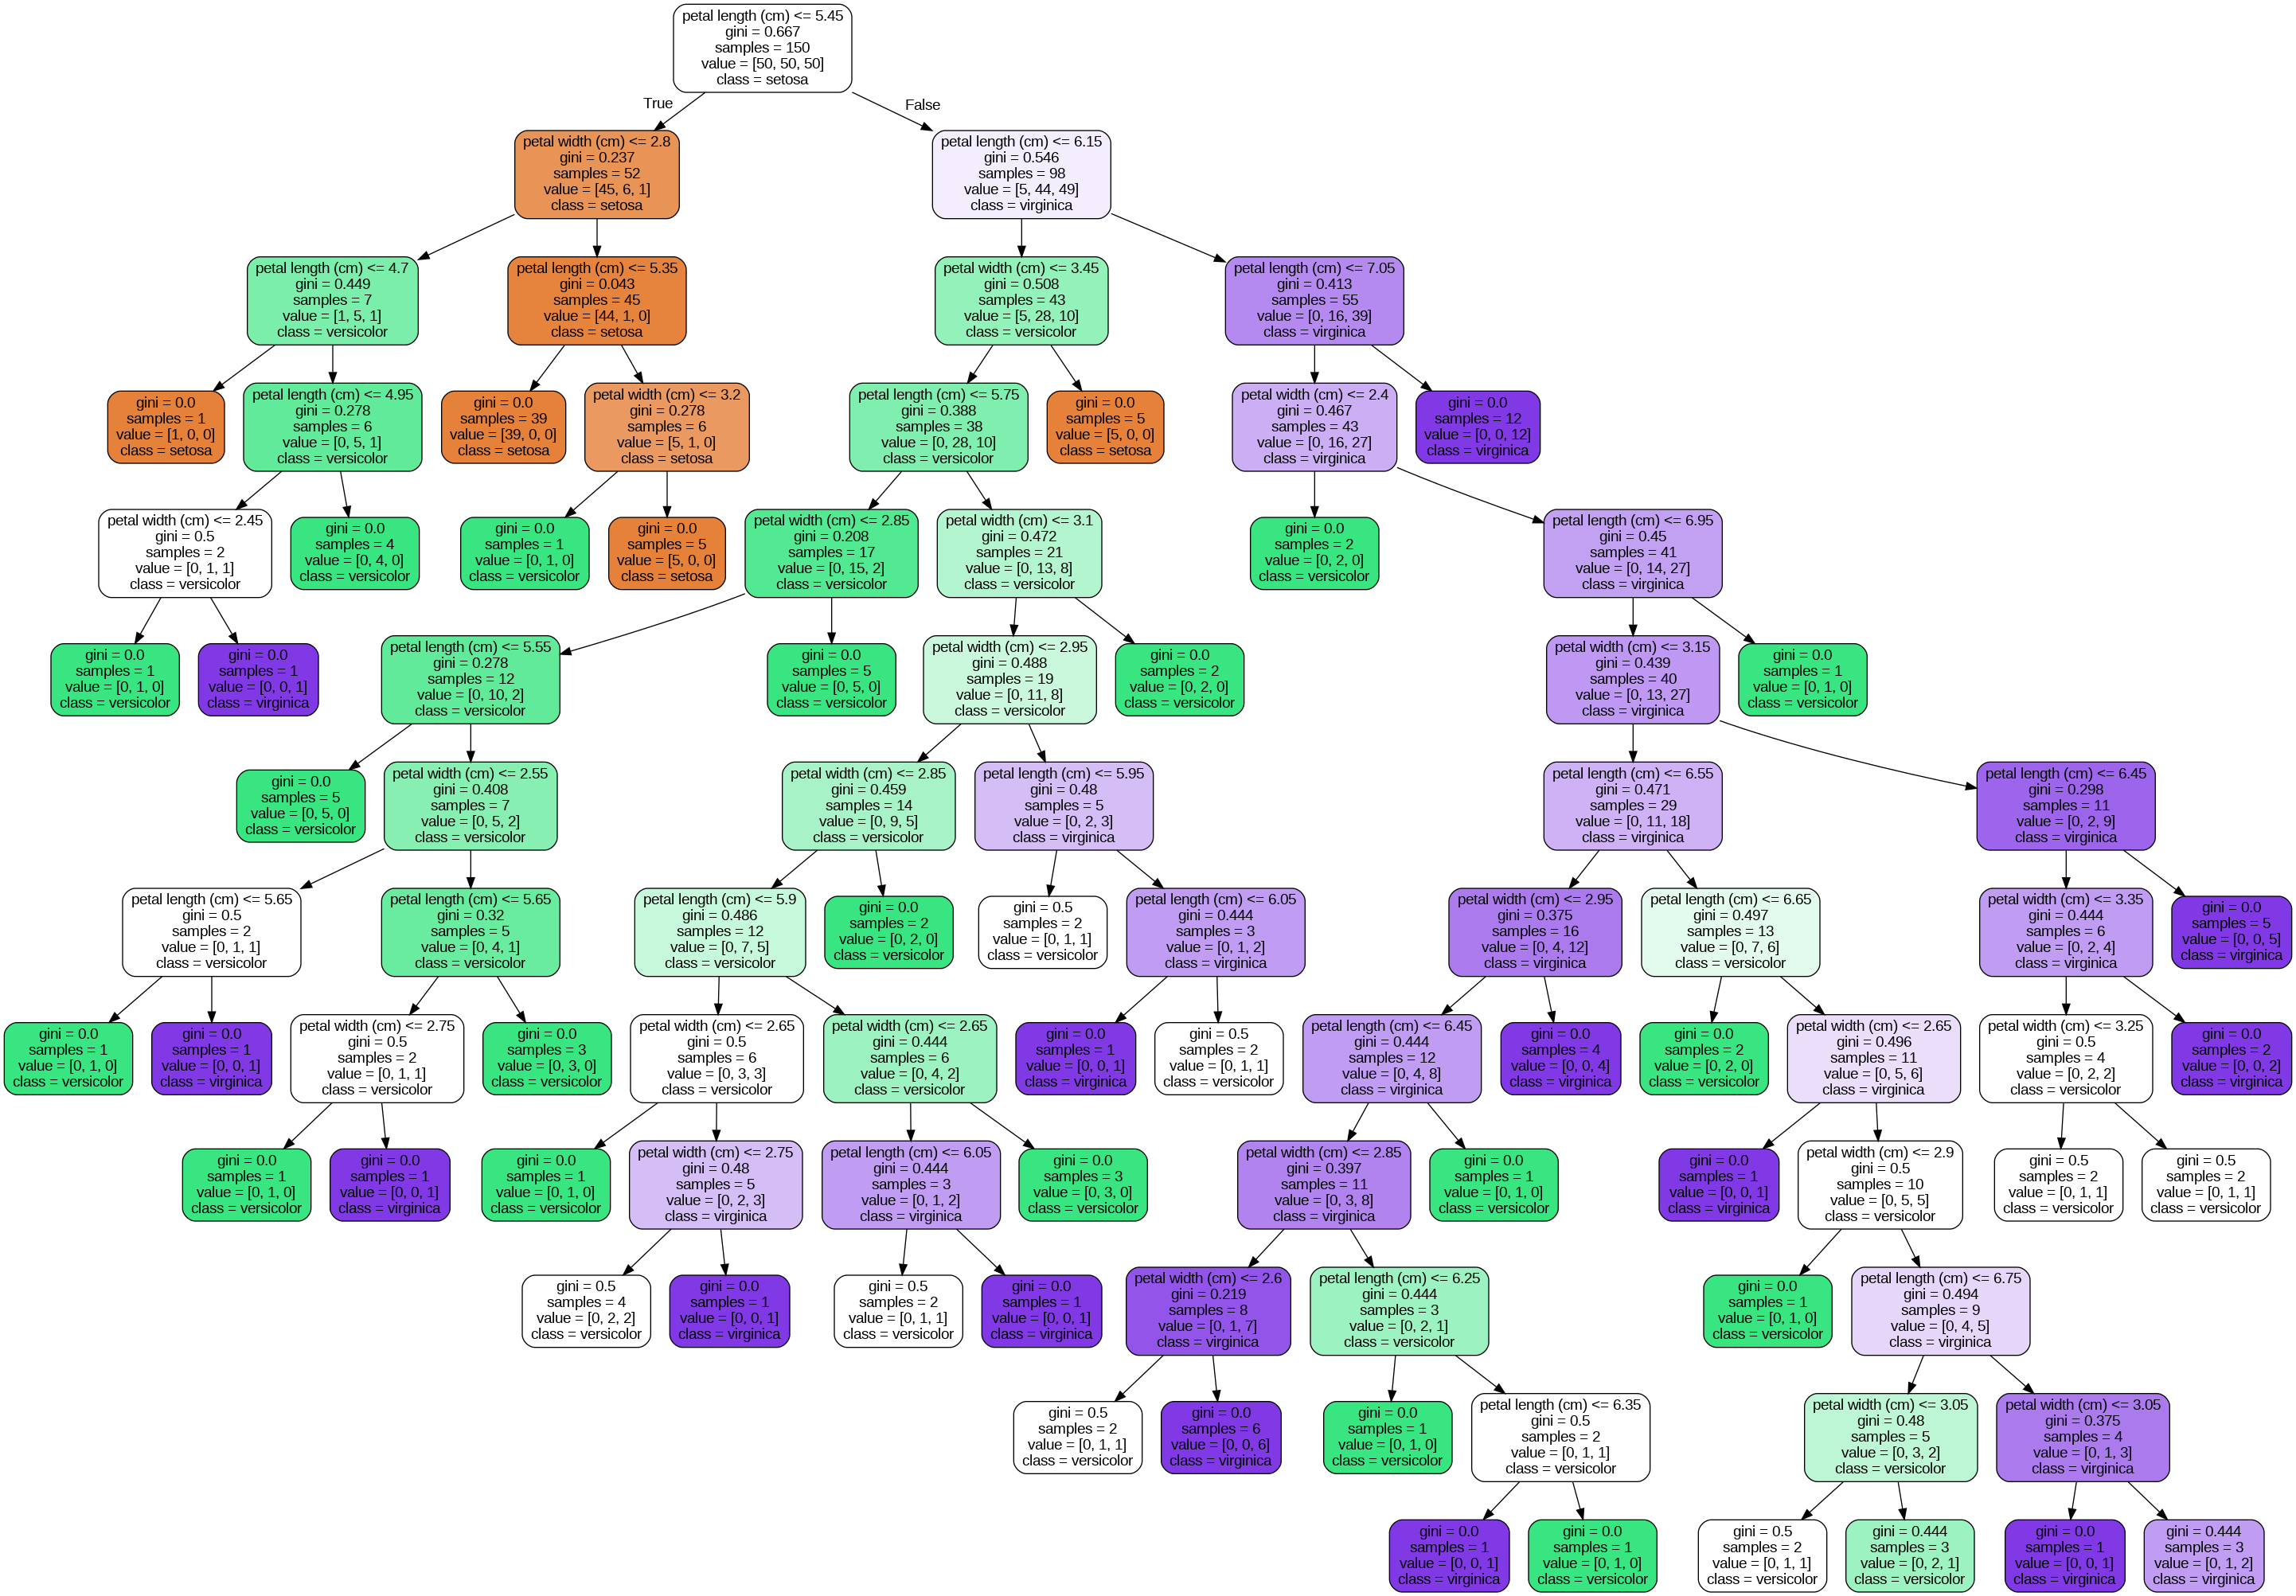 petal length (cm) <= 5.45
gini = 0.667
samples = 150
value = [50, 50, 50]
class = setosa
True
False
petal width (cm) <= 2.8
gini = 0.237
samples = 52
value = [45, 6, 1]
class = setosa
petal length (cm) <= 6.15
gini = 0.546
samples = 98
value = [5, 44, 49]
class = virginica
petal length (cm) <= 4.7
gini = 0.449
samples = 7
value = [1, 5, 1]
class = versicolor
petal length (cm) <= 5.35
gini = 0.043
samples = 45
value = [44, 1, 0]
class = setosa
petal width (cm) <= 3.45
gini = 0.508
samples = 43
value = [5, 28, 10]
class = versicolor
petal length (cm) <= 7.05
gini = 0.413
samples = 55
value = [0, 16, 39]
class = virginica
gini = 0.0
samples = 1
value = [1, 0, 0]
class = setosa
petal length (cm) <= 4.95
gini = 0.278
samples = 6
value = [0, 5, 1]
class = versicolor
gini = 0.0
samples = 39
value = [39, 0, 0]
class = setosa
petal width (cm) <= 3.2
gini = 0.278
samples = 6
value = [5, 1, 0]
class = setosa
petal length (cm) <= 5.75
gini = 0.388
samples = 38
value = [0, 28, 10]
class = versicolor
gini = 0.0
samples = 5
value = [5, 0, 0]
class = setosa
petal width (cm) <= 2.4
gini = 0.467
samples = 43
value = [0, 16, 27]
class = virginica
gini = 0.0
samples = 12
value = [0, 0, 12]
class = virginica
petal width (cm) <= 2.45
gini = 0.5
samples = 2
value = [0, 1, 1]
class = versicolor
gini = 0.0
samples = 4
value = [0, 4, 0]
class = versicolor
gini = 0.0
samples = 1
value = [0, 1, 0]
class = versicolor
gini = 0.0
samples = 5
value = [5, 0, 0]
class = setosa
petal width (cm) <= 2.85
gini = 0.208
samples = 17
value = [0, 15, 2]
class = versicolor
petal width (cm) <= 3.1
gini = 0.472
samples = 21
value = [0, 13, 8]
class = versicolor
gini = 0.0
samples = 2
value = [0, 2, 0]
class = versicolor
petal length (cm) <= 6.95
gini = 0.45
samples = 41
value = [0, 14, 27]
class = virginica
gini = 0.0
samples = 1
value = [0, 1, 0]
class = versicolor
gini = 0.0
samples = 1
value = [0, 0, 1]
class = virginica
petal length (cm) <= 5.55
gini = 0.278
samples = 12
value = [0, 10, 2]
class = versicolor
gini = 0.0
samples = 5
value = [0, 5, 0]
class = versicolor
petal width (cm) <= 2.95
gini = 0.488
samples = 19
value = [0, 11, 8]
class = versicolor
gini = 0.0
samples = 2
value = [0, 2, 0]
class = versicolor
petal width (cm) <= 3.15
gini = 0.439
samples = 40
value = [0, 13, 27]
class = virginica
gini = 0.0
samples = 1
value = [0, 1, 0]
class = versicolor
gini = 0.0
samples = 5
value = [0, 5, 0]
class = versicolor
petal width (cm) <= 2.55
gini = 0.408
samples = 7
value = [0, 5, 2]
class = versicolor
petal width (cm) <= 2.85
gini = 0.459
samples = 14
value = [0, 9, 5]
class = versicolor
petal length (cm) <= 5.95
gini = 0.48
samples = 5
value = [0, 2, 3]
class = virginica
petal length (cm) <= 6.55
gini = 0.471
samples = 29
value = [0, 11, 18]
class = virginica
petal length (cm) <= 6.45
gini = 0.298
samples = 11
value = [0, 2, 9]
class = virginica
petal length (cm) <= 5.65
gini = 0.5
samples = 2
value = [0, 1, 1]
class = versicolor
petal length (cm) <= 5.65
gini = 0.32
samples = 5
value = [0, 4, 1]
class = versicolor
petal length (cm) <= 5.9
gini = 0.486
samples = 12
value = [0, 7, 5]
class = versicolor
gini = 0.0
samples = 2
value = [0, 2, 0]
class = versicolor
gini = 0.5
samples = 2
value = [0, 1, 1]
class = versicolor
petal length (cm) <= 6.05
gini = 0.444
samples = 3
value = [0, 1, 2]
class = virginica
petal width (cm) <= 2.95
gini = 0.375
samples = 16
value = [0, 4, 12]
class = virginica
petal length (cm) <= 6.65
gini = 0.497
samples = 13
value = [0, 7, 6]
class = versicolor
petal width (cm) <= 3.35
gini = 0.444
samples = 6
value = [0, 2, 4]
class = virginica
gini = 0.0
samples = 5
value = [0, 0, 5]
class = virginica
gini = 0.0
samples = 1
value = [0, 1, 0]
class = versicolor
gini = 0.0
samples = 1
value = [0, 0, 1]
class = virginica
petal width (cm) <= 2.75
gini = 0.5
samples = 2
value = [0, 1, 1]
class = versicolor
gini = 0.0
samples = 3
value = [0, 3, 0]
class = versicolor
petal width (cm) <= 2.65
gini = 0.5
samples = 6
value = [0, 3, 3]
class = versicolor
petal width (cm) <= 2.65
gini = 0.444
samples = 6
value = [0, 4, 2]
class = versicolor
gini = 0.0
samples = 1
value = [0, 0, 1]
class = virginica
gini = 0.5
samples = 2
value = [0, 1, 1]
class = versicolor
petal length (cm) <= 6.45
gini = 0.444
samples = 12
value = [0, 4, 8]
class = virginica
gini = 0.0
samples = 4
value = [0, 0, 4]
class = virginica
gini = 0.0
samples = 2
value = [0, 2, 0]
class = versicolor
petal width (cm) <= 2.65
gini = 0.496
samples = 11
value = [0, 5, 6]
class = virginica
petal width (cm) <= 3.25
gini = 0.5
samples = 4
value = [0, 2, 2]
class = versicolor
gini = 0.0
samples = 2
value = [0, 0, 2]
class = virginica
gini = 0.0
samples = 1
value = [0, 1, 0]
class = versicolor
gini = 0.0
samples = 1
value = [0, 0, 1]
class = virginica
gini = 0.0
samples = 1
value = [0, 1, 0]
class = versicolor
petal width (cm) <= 2.75
gini = 0.48
samples = 5
value = [0, 2, 3]
class = virginica
petal length (cm) <= 6.05
gini = 0.444
samples = 3
value = [0, 1, 2]
class = virginica
gini = 0.0
samples = 3
value = [0, 3, 0]
class = versicolor
petal width (cm) <= 2.85
gini = 0.397
samples = 11
value = [0, 3, 8]
class = virginica
gini = 0.0
samples = 1
value = [0, 1, 0]
class = versicolor
gini = 0.0
samples = 1
value = [0, 0, 1]
class = virginica
petal width (cm) <= 2.9
gini = 0.5
samples = 10
value = [0, 5, 5]
class = versicolor
gini = 0.5
samples = 2
value = [0, 1, 1]
class = versicolor
gini = 0.5
samples = 2
value = [0, 1, 1]
class = versicolor
gini = 0.5
samples = 4
value = [0, 2, 2]
class = versicolor
gini = 0.0
samples = 1
value = [0, 0, 1]
class = virginica
gini = 0.5
samples = 2
value = [0, 1, 1]
class = versicolor
gini = 0.0
samples = 1
value = [0, 0, 1]
class = virginica
petal width (cm) <= 2.6
gini = 0.219
samples = 8
value = [0, 1, 7]
class = virginica
petal length (cm) <= 6.25
gini = 0.444
samples = 3
value = [0, 2, 1]
class = versicolor
gini = 0.0
samples = 1
value = [0, 1, 0]
class = versicolor
petal length (cm) <= 6.75
gini = 0.494
samples = 9
value = [0, 4, 5]
class = virginica
gini = 0.5
samples = 2
value = [0, 1, 1]
class = versicolor
gini = 0.0
samples = 6
value = [0, 0, 6]
class = virginica
gini = 0.0
samples = 1
value = [0, 1, 0]
class = versicolor
petal length (cm) <= 6.35
gini = 0.5
samples = 2
value = [0, 1, 1]
class = versicolor
petal width (cm) <= 3.05
gini = 0.48
samples = 5
value = [0, 3, 2]
class = versicolor
petal width (cm) <= 3.05
gini = 0.375
samples = 4
value = [0, 1, 3]
class = virginica
gini = 0.0
samples = 1
value = [0, 0, 1]
class = virginica
gini = 0.0
samples = 1
value = [0, 1, 0]
class = versicolor
gini = 0.5
samples = 2
value = [0, 1, 1]
class = versicolor
gini = 0.444
samples = 3
value = [0, 2, 1]
class = versicolor
gini = 0.0
samples = 1
value = [0, 0, 1]
class = virginica
gini = 0.444
samples = 3
value = [0, 1, 2]
class = virginica